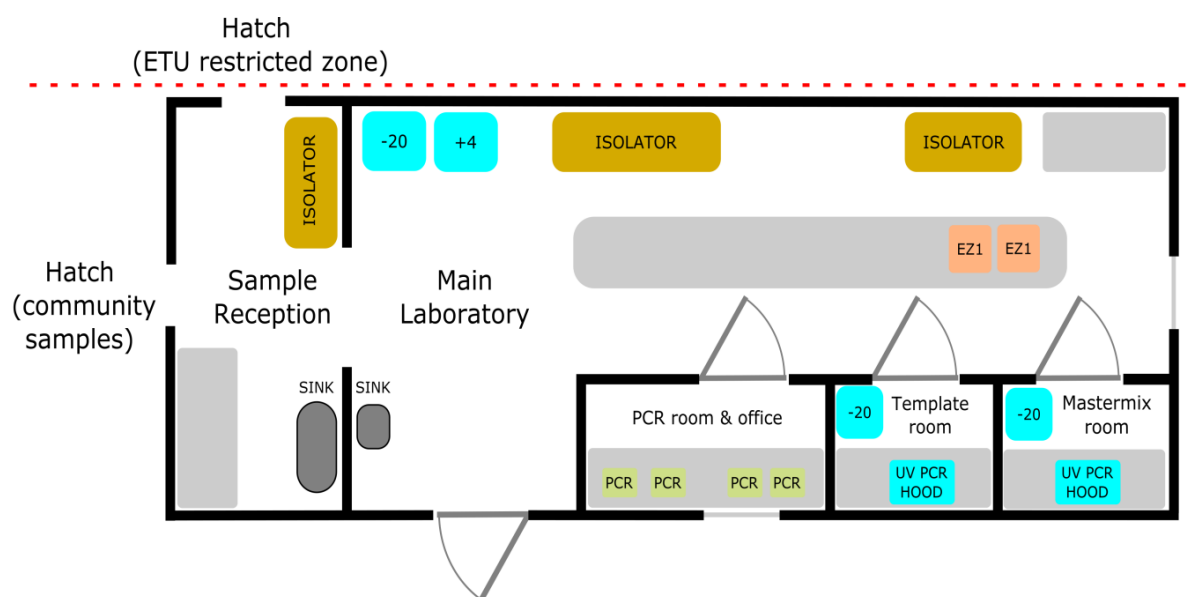 Hatch
(ETU restricted zone)
ISOLATOR
-20
+4
ISOLATOR
ISOLATOR
EZ1
EZ1
Hatch
(community
samples)
Sample
Reception
Main
Laboratory
SINK
SINK
PCR room & office
-20
Template
room
-20
Mastermix
room
PCR
PCR
PCR
PCR
UV PCR
HOOD
UV PCR
HOOD